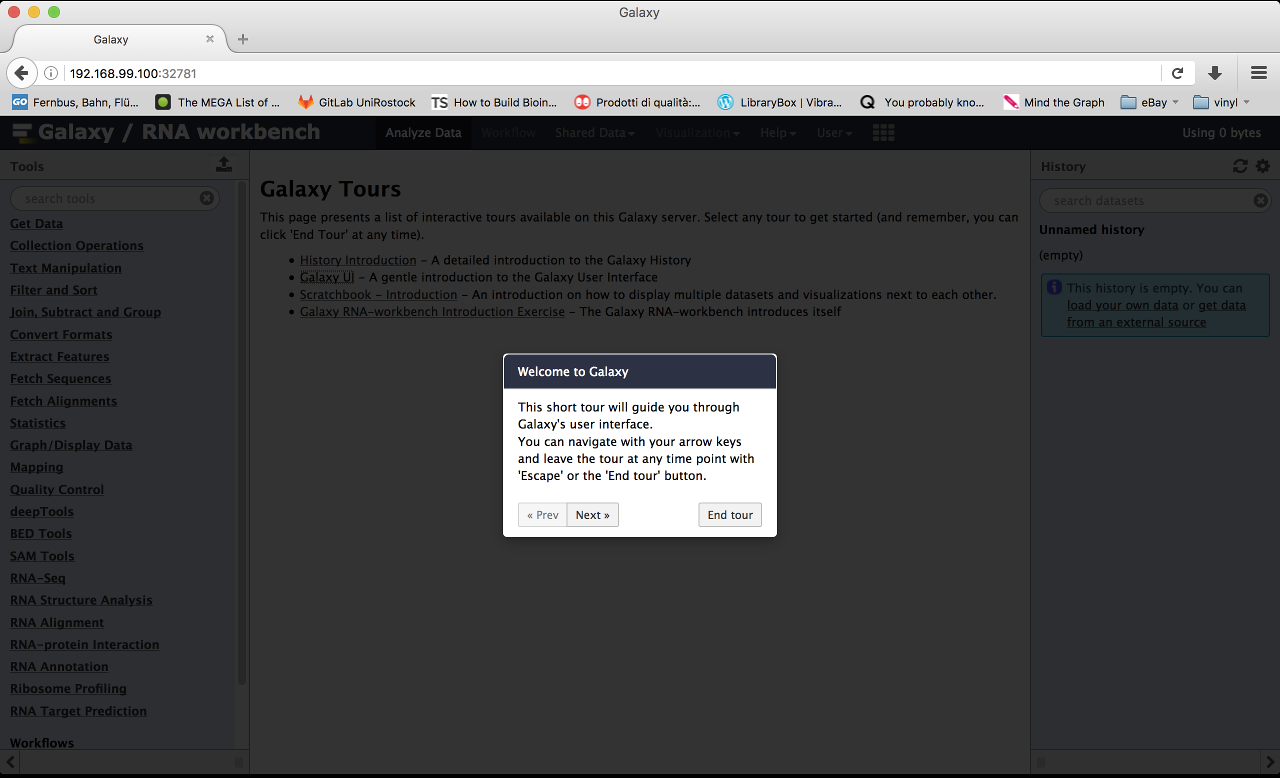 Galaxy
Galaxy
192.168.99.100:32781
Fernbus, Bahn, Flü...
The MEGA List of ...
GitLab UniRostock
TS How to Build Bioin...
Prodotti di qualità:...
LibraryBox | Vibra...
You probably kno...
Mind the Graph
eBay
vinyl
Galaxy / RNA workbench
Analyze Data
Workflow
Shared Data
Visualization
Help
User
Using 0 bytes
Tools
search tools
Get Data
Collection Operations
Text Manipulation
Filter and Sort
Join, Subtract and Group
Convert Formats
Extract Features
Fetch Sequences
Fetch Alignments
Statistics
Graph/Display Data
Mapping
Quality Control
deepTools
BED Tools
SAM Tools
RNA-Seq
RNA Structure Analysis
RNA Alignment
RNA-protein Interaction
RNA Annotation
Ribosome Profiling
RNA Target Prediction
Workflows
Galaxy Tours
This page presents a list of interactive tours available on this Galaxy server. Select any tour to get started (and remember, you can
click 'End Tour' at any time).
• History Introduction – A detailed introduction to the Galaxy History
• Galaxy UI – A gentle introduction to the Galaxy User Interface
• Scratchbook – Introduction – An introduction on how to display multiple datasets and visualizations next to each other.
• Galaxy RNA-workbench Introduction Exercise – The Galaxy RNA-workbench introduces itself
Welcome to Galaxy
This short tour will guide you through
Galaxy's user interface.
You can navigate with your arrow keys
and leave the tour at any time point with
'Escape' or the 'End tour' button.
« Prev
Next »
End tour
History
search datasets
Unnamed history
(empty)
This history is empty. You can
load your own data or get data
from an external source